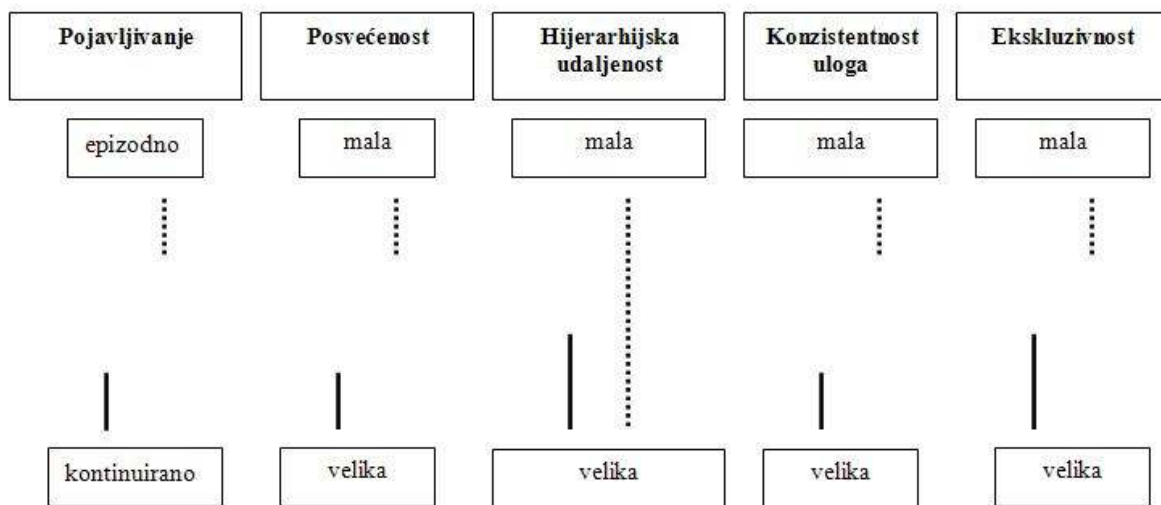 Pojavljivanje
Posvećenost
Hijerarhijska
udaljenost
Konzistentnost
uloga
Ekskluzivnost
epizodno
mala
mala
mala
mala
kontinuirano
velika
velika
velika
velika